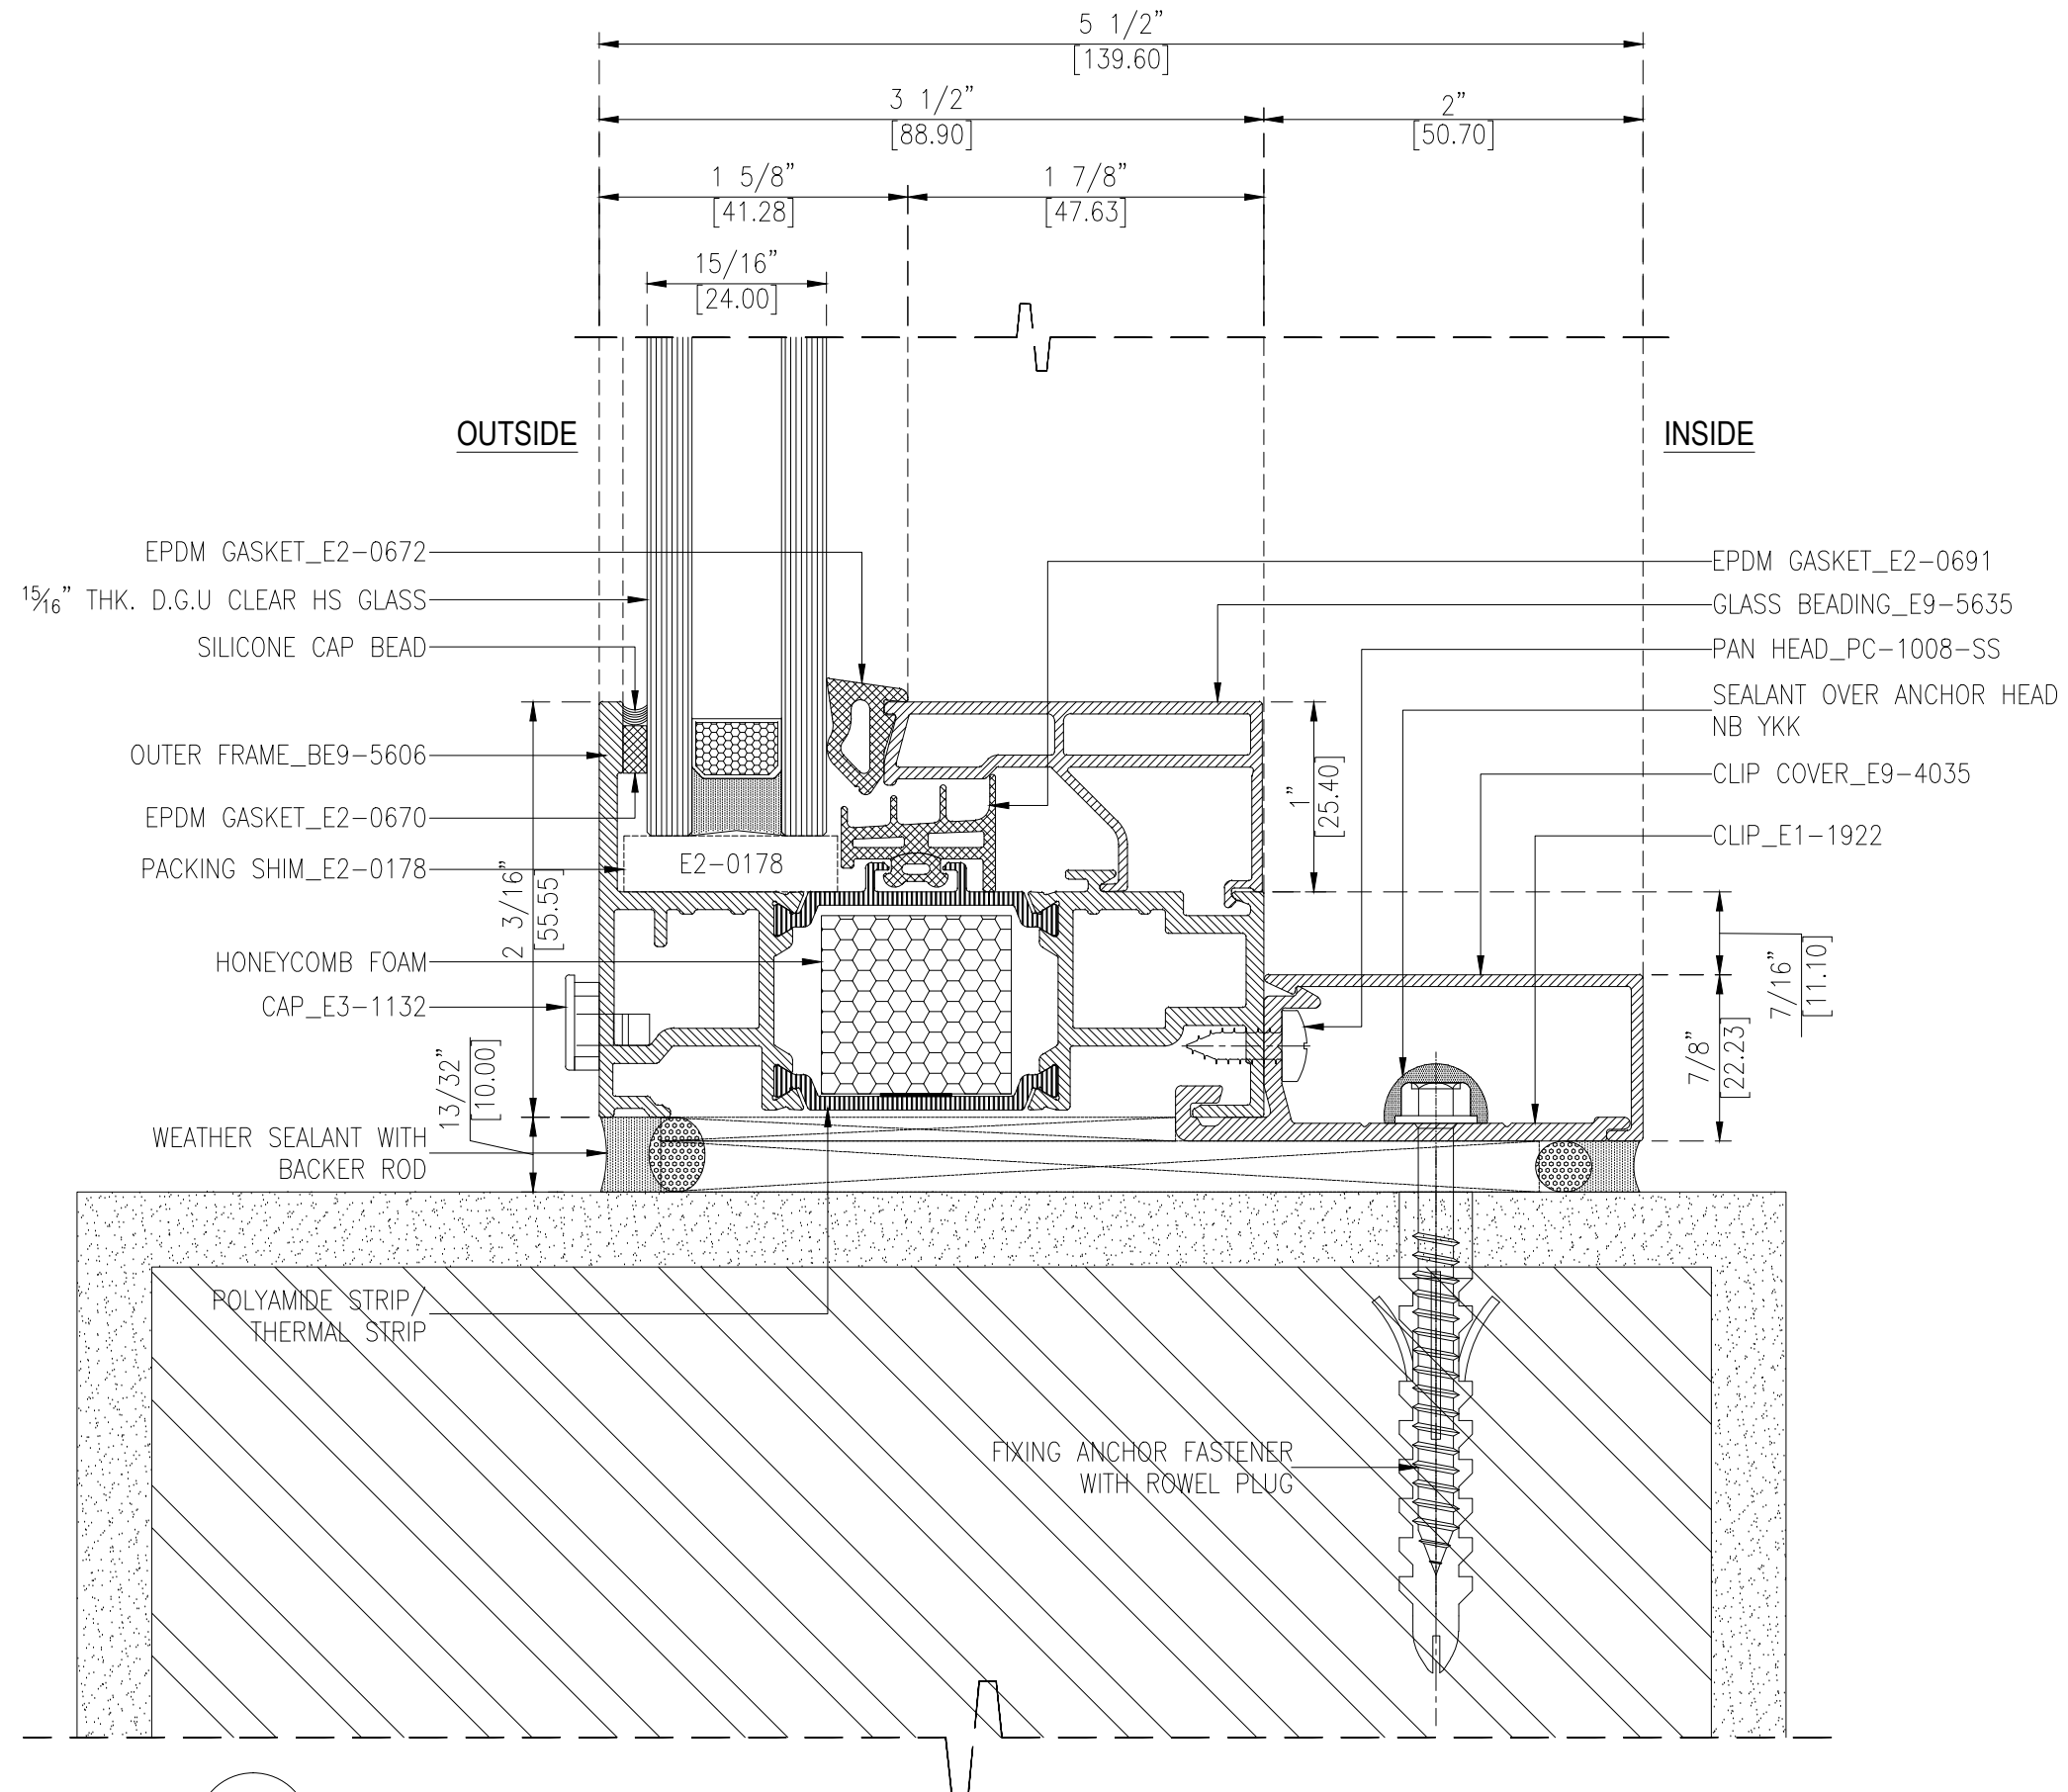 5 1/2”
[139.60]
3 1/2”
[88.90]
2”
[50.70]
1 5/8”
[41.28]
1 7/8”
[47.63]
15/16”
[24.00]
OUTSIDE
INSIDE
EPDM GASKET_E2-0672
15/16” THK. D.G.U CLEAR HS GLASS
SILICONE CAP BEAD
OUTER FRAME_BE9-5606
EPDM GASKET_E2-0670
PACKING SHIM_E2-0178
HONEYCOMB FOAM
CAP_E3-1132
WEATHER SEALANT WITH
BACKER ROD
POLYAMIDE STRIP/
THERMAL STRIP
E2-0178
2 3/16”
[55.55]
13/32”
[10.00]
EPDM GASKET_E2-0691
GLASS BEADING_E9-5635
PAN HEAD_PC-1008-SS
SEALANT OVER ANCHOR HEAD
NB YKK
CLIP COVER_E9-4035
CLIP_E1-1922
1”
[25.40]
7/16”
[11.10]
7/8”
[22.23]
FIXING ANCHOR FASTENER
WITH ROWEL PLUG